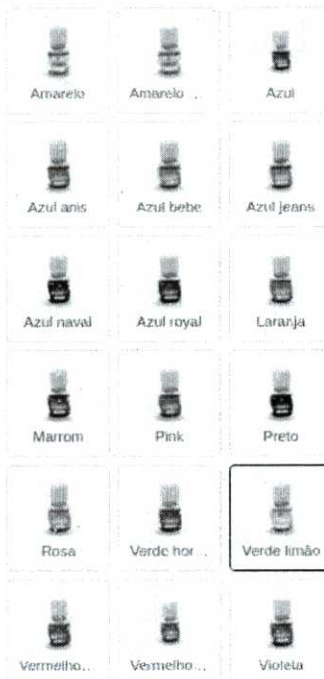 Amarelo Amarelo ... Azul
Azul anis Azul bebe Azul jeans
Azul naval Azul royal Laranja
Marrom Pink Preto
Rosa Verde hor... Verde limão
Vermelho... Vermelho... Violeta